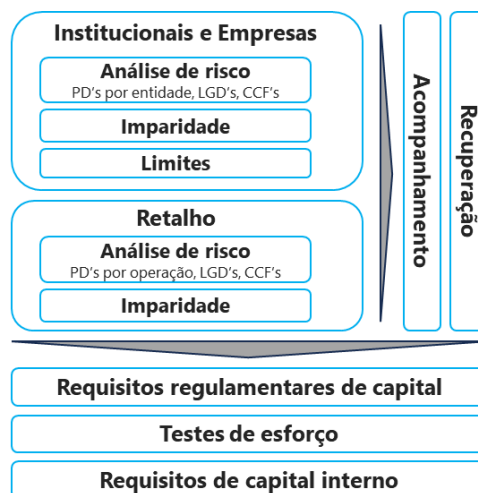 Institucionais e Empresas
Análise de risco
PD's por entidade, LGD's, CCF's
Imparidade
Limites
Retalho
Análise de risco
PD's por operação, LGD's, CCF's
Imparidade
Acompanhamento
Recuperação
Requisitos regulamentares de capital
Testes de esforço
Requisitos de capital interno